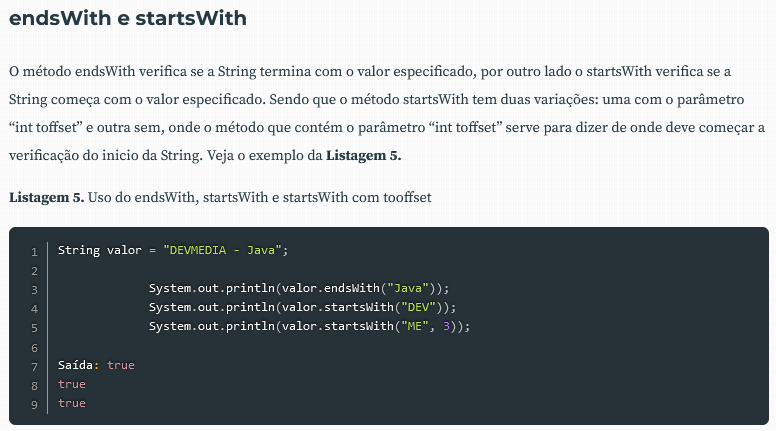 endsWith e startsWith
O método endsWith verifica se a String termina com o valor especificado, por outro lado o startsWith verifica se a
String começa com o valor especificado. Sendo que o método startsWith tem duas variações: uma com o parâmetro
“int toffset” e outra sem, onde o método que contém o parâmetro “int toffset” serve para dizer de onde deve começar a
verificação do inicio da String. Veja o exemplo da Listagem 5.
Listagem 5. Uso do endsWith, startsWith e startsWith com tooffset
1 String valor = "DEVMEDIA - Java";
2
3 System.out.println(valor.endsWith("Java"));
4 System.out.println(valor.startsWith("DEV"));
5 System.out.println(valor.startsWith("ME", 3));
6
7 Saída: true
8 true
9 true